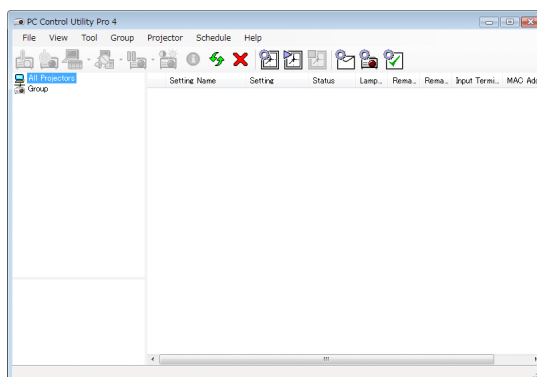 PC Control Utility Pro 4
File View Tool Group Projector Schedule Help
All Projectors
Group
Setting Name Setting Status Lamp... Rema... Rema... Input Termi... MAC Add